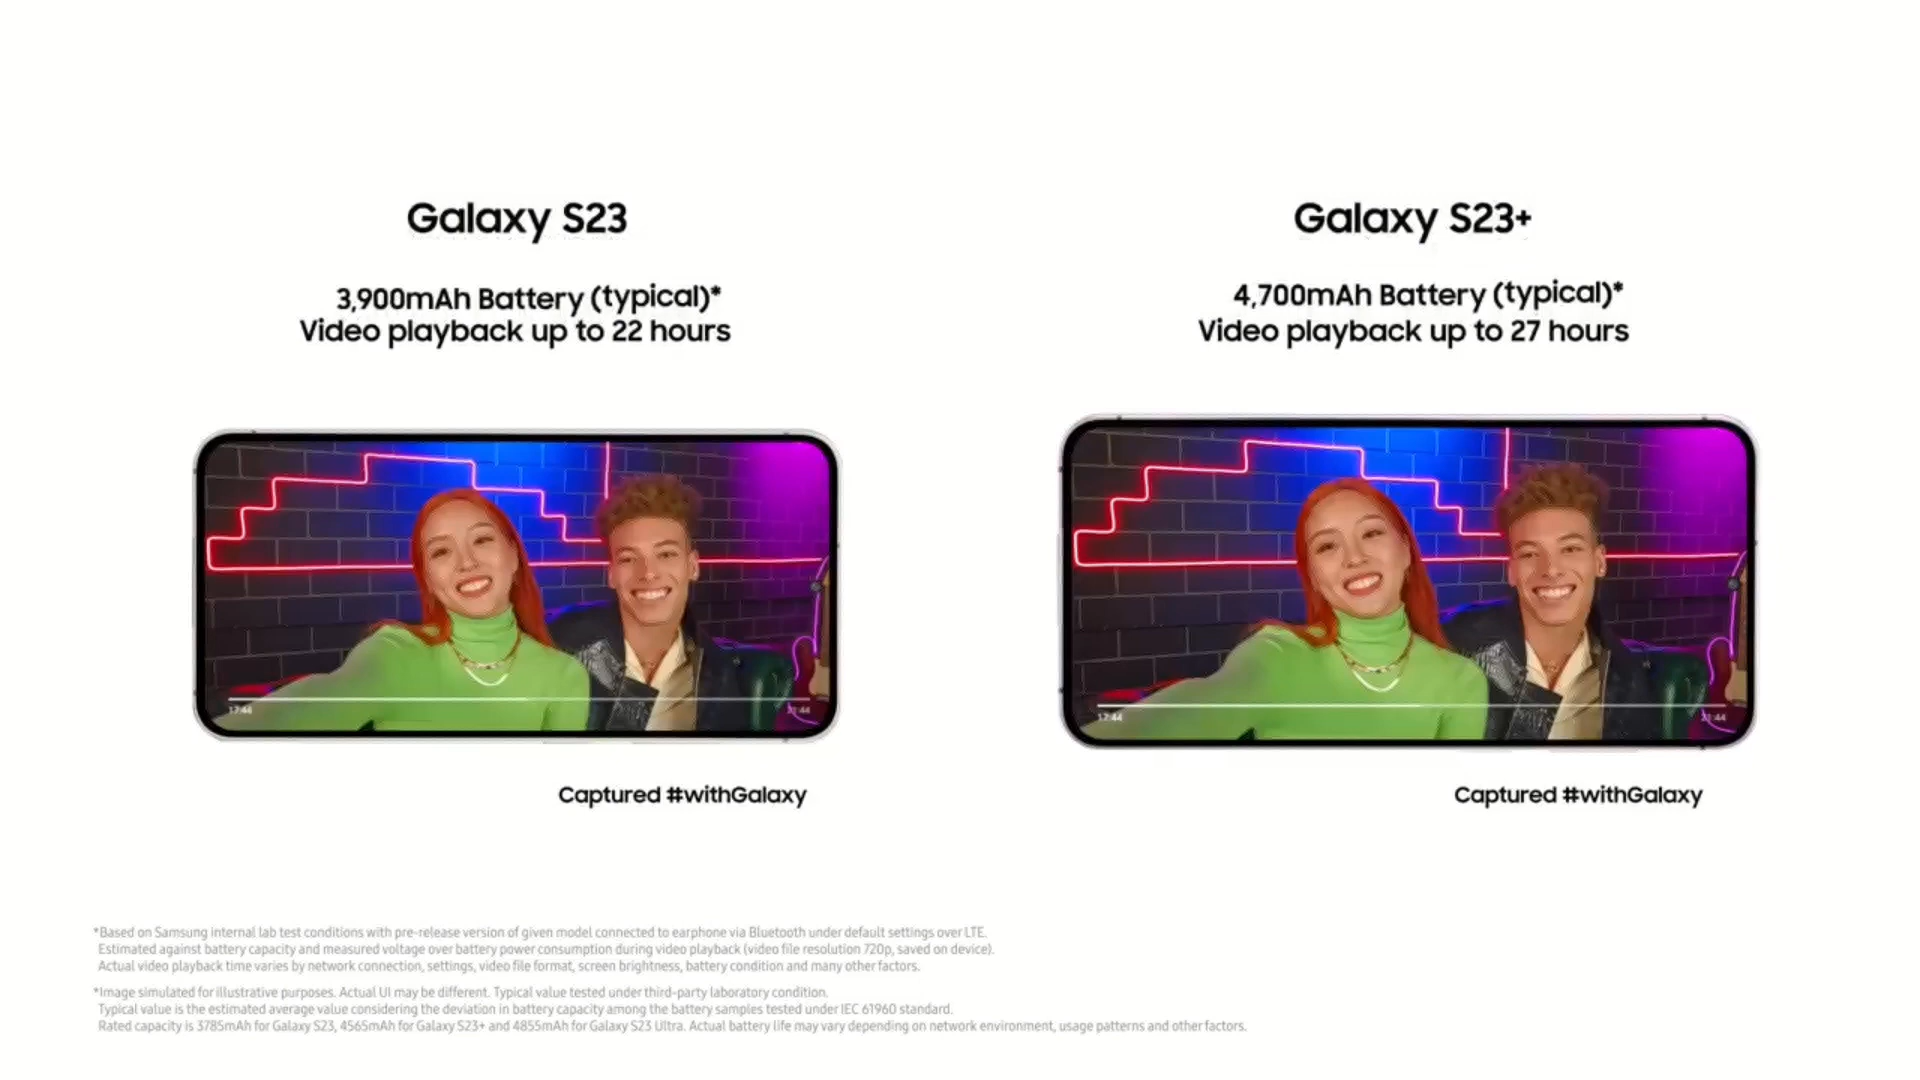 Galaxy S23
3,900mAh Battery (typical)*
Video playback up to 22 hours
17:44
21:44
Captured #withGalaxy
Galaxy S23+
4,700mAh Battery (typical)*
Video playback up to 27 hours
17:44
21:44
Captured #withGalaxy
*Based on Samsung internal lab test conditions with pre-release version of given model connected to earphone via Bluetooth under default settings over LTE.
Estimated against battery capacity and measured voltage over battery power consumption during video playback (video file resolution 720p, saved on device).
Actual video playback time varies by network connection, settings, video file format, screen brightness, battery condition and many other factors.
*Image simulated for illustrative purposes. Actual UI may be different. Typical value tested under third-party laboratory condition.
Typical value is the estimated average value considering the deviation in battery capacity among the battery samples tested under IEC 61960 standard.
Rated capacity is 3785mAh for Galaxy S23, 4565mAh for Galaxy S23+ and 4855mAh for Galaxy S23 Ultra. Actual battery life may vary depending on network environment, usage patterns and other factors.